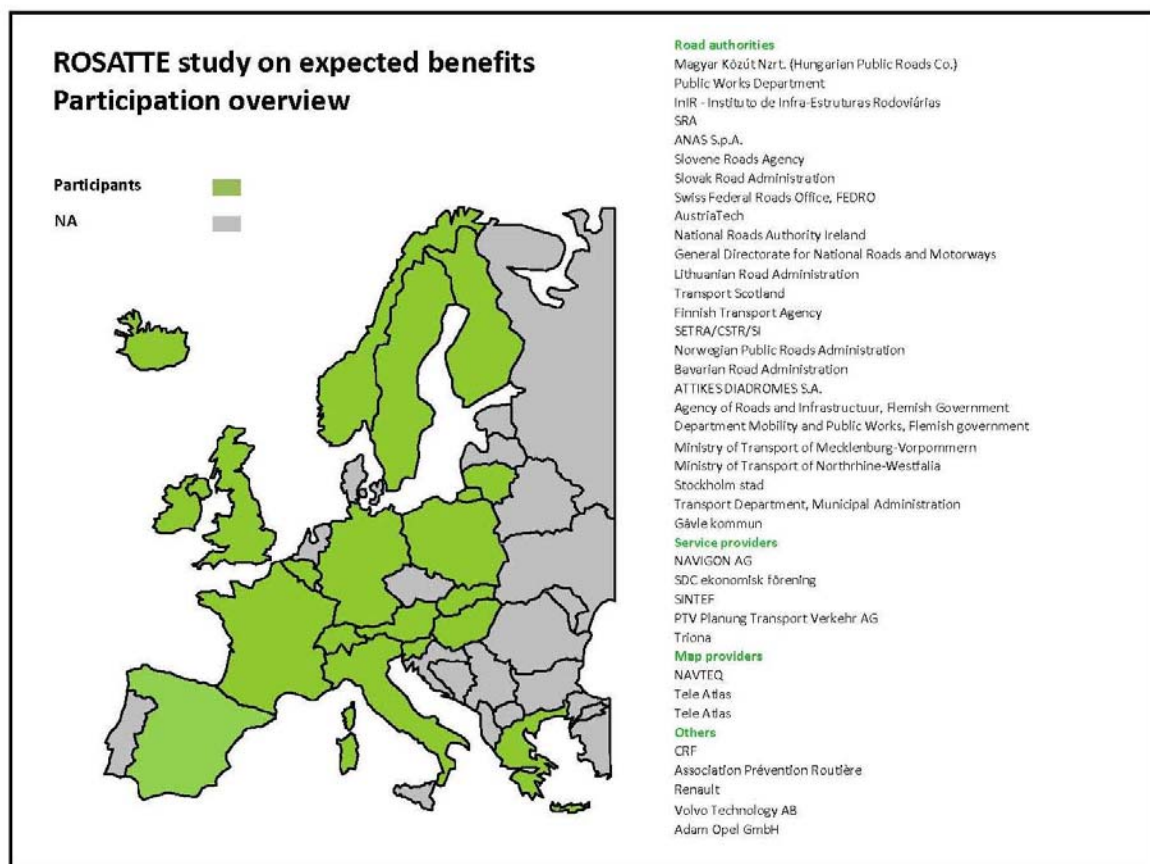 ROSATTE study on expected benefits
Participation overview
Participants
NA
Road authorities
Magyar Közút Nzrt. (Hungarian Public Roads Co.)
Public Works Department
InIR - Instituto de Infra-Estruturas Rodoviárias
SRA
ANAS S.p.A.
Slovene Roads Agency
Slovak Road Administration
Swiss Federal Roads Office, FEDRO
AustriaTech
National Roads Authority Ireland
General Directorate for National Roads and Motorways
Lithuanian Road Administration
Transport Scotland
Finnish Transport Agency
SETRA/CSTR/SI
Norwegian Public Roads Administration
Bavarian Road Administration
ATTIKES DIADROMES S.A.
Agency of Roads and Infrastructuur, Flemish Government
Department Mobility and Public Works, Flemish government
Ministry of Transport of Mecklenburg-Vorpommern
Ministry of Transport of Northrhine-Westfalia
Stockholm stad
Transport Department, Municipal Administration
Gävle kommun
Service providers
NAVIGON AG
SDC ekonomisk förening
SINTEF
PTV Planung Transport Verkehr AG
Triona
Map providers
NAVTEQ
Tele Atlas
Tele Atlas
Others
CRF
Association Prévention Routière
Renault
Volvo Technology AB
Adam Opel GmbH